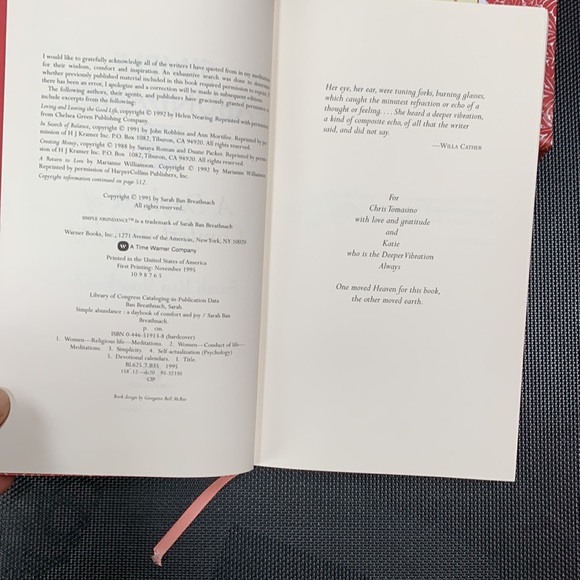 I would like to gratefully acknowledge all of the writers I have quoted from in my meditations
for their wisdom, comfort and inspiration. An exhaustive search was done to determine
whether previously published material included in this book required permission to reprint. If
there has been an error, I apologize and a correction will be made in subsequent editions.
The following authors, their agents, and publishers have graciously granted permission to
include excerpts from the following:
Loving and Leaving the Good Life, copyright © 1992 by Helen Nearing. Reprinted with permission
from Chelsea Green Publishing Company.
In Search of Balance, copyright © 1991 by John Robbins and Ann Mortifee. Reprinted by per-
mission of H J Kramer Inc. P.O. Box 1082, Tiburon, CA 94920. All rights reserved.
Creating Money, copyright © 1988 by Sanaya Roman and Duane Packer. Reprinted by permis-
sion of H J Kramer Inc. P.O. Box 1082, Tiburon, CA 94920. All rights reserved.
A Return to Love by Marianne Williamson. Copyright © 1992 by Marianne Williamson.
Reprinted by permission of HarperCollins Publishers, Inc.
Copyright information continued on page 512.
Copyright © 1995 by Sarah Ban Breathnach
All rights reserved.
SIMPLE ABUNDANCE™ is a trademark of Sarah Ban Breathnach
Warner Books, Inc., 1271 Avenue of the Americas, New York, NY 10020
W A Time Warner Company
Printed in the United States of America
First Printing: November 1995
10 9 8 7 6 5
Library of Congress Cataloging-in-Publication Data
Ban Breathnach, Sarah.
Simple abundance : a daybook of comfort and joy / Sarah Ban
Breathnach
p. cm.
ISBN 0-446-51913-8 (hardcover)
1. Women—Religious life—Meditations. 2. Women—Conduct of life—
Meditations. 3. Simplicity. 4. Self-actualization (Psychology)
5. Devotional calendars. I. Title.
BL625.7.B35 1995
CIP
Book design by Giorgetta Bell McRee
Her eye, her ear, were tuning forks, burning glasses,
which caught the minutest refraction or echo of a
thought or feeling. . . . She heard a deeper vibration,
a kind of composite echo, of all that the writer
said, and did not say.
—WILLA CATHER
For
Chris Tomasino
with love and gratitude
and
Katie
who is the Deeper Vibration
Always
One moved Heaven for this book,
the other moved earth.